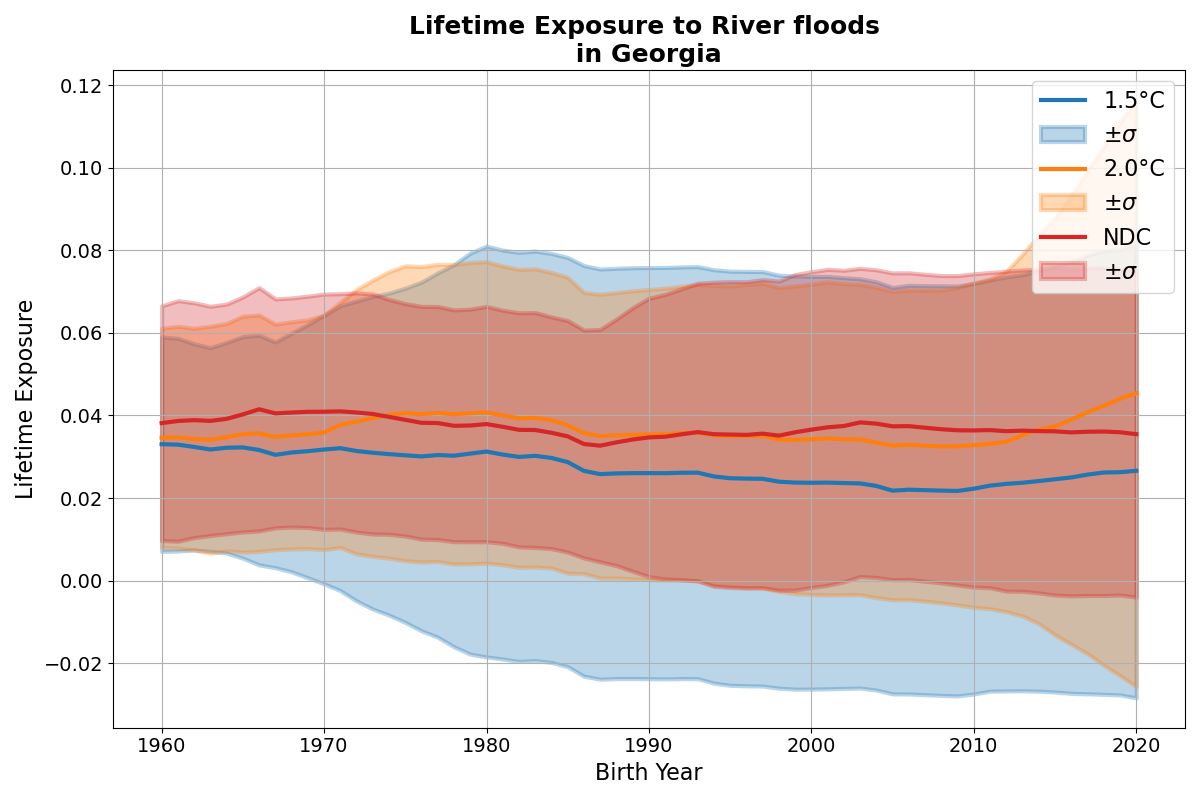 Lifetime Exposure to River floods
in Georgia
Lifetime Exposure
0.12
0.10
0.08
0.06
0.04
0.02
0.00
−0.02
1960
1970
1980
1990
2000
2010
2020
Birth Year
1.5°C
±σ
2.0°C
±σ
NDC
±σ